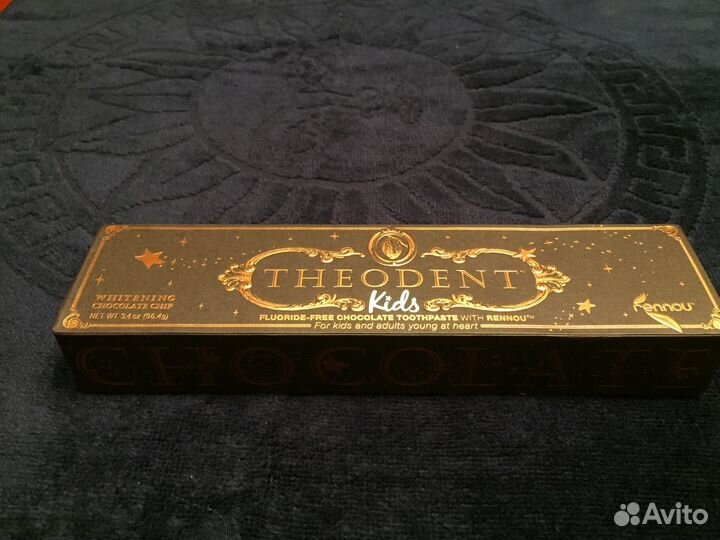 THEODENT
Kids
WHITENING
CHOCOLATE CHIP
NET WT 3.4 oz (96.4g)
FLUORIDE-FREE CHOCOLATE TOOTHPASTE WITH RENNOU™
For kids and adults young at heart
rennou
CHOCOLATE
Avito